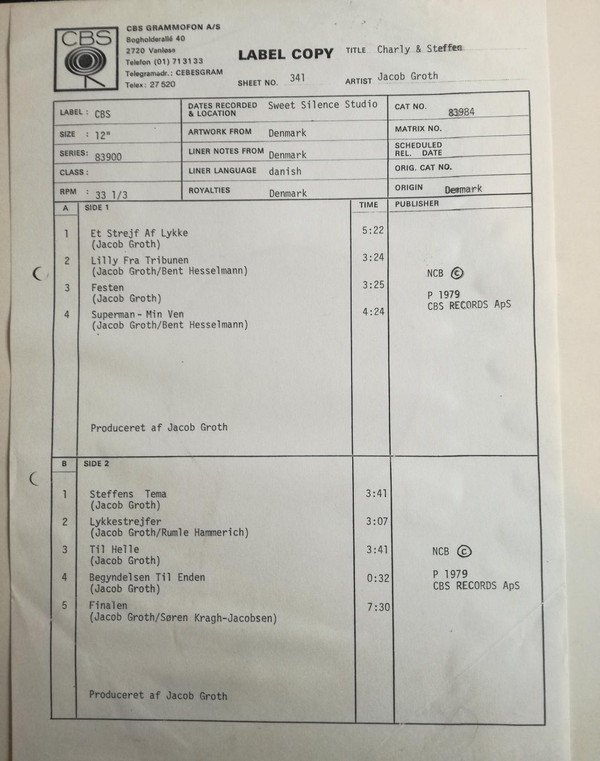 CBS
CBS GRAMMOFON A/S
Bogholderallé 40
2720 Vanløse
Telefon (01) 713133
Telegramadr.: CEBESGRAM
Telex: 27520
LABEL COPY
TITLE Charly & Steffen
SHEET NO. 341
ARTIST Jacob Groth
LABEL : CBS
DATES RECORDED & LOCATION Sweet Silence Studio
CAT NO. 83984
SIZE : 12"
ARTWORK FROM Denmark
MATRIX NO.
SERIES: 83900
LINER NOTES FROM Denmark
SCHEDULED REL. DATE
CLASS :
LINER LANGUAGE danish
ORIG. CAT NO.
RPM : 33 1/3
ROYALTIES Denmark
ORIGIN Denmark
A SIDE 1 TIME PUBLISHER
1 Et Strejf Af Lykke 5:22
(Jacob Groth)
2 Lilly Fra Tribunen 3:24
(Jacob Groth/Bent Hesselmann)
3 Festen 3:25
(Jacob Groth)
4 Superman - Min Ven 4:24
(Jacob Groth/Bent Hesselmann)
NCB ©
P 1979
CBS RECORDS ApS
Produceret af Jacob Groth
B SIDE 2
1 Steffens Tema 3:41
(Jacob Groth)
2 Lykkestrejfer 3:07
(Jacob Groth/Rumle Hammerich)
3 Til Helle 3:41
(Jacob Groth)
4 Begyndelsen Til Enden 0:32
(Jacob Groth)
5 Finalen 7:30
(Jacob Groth/Søren Kragh-Jacobsen)
NCB ©
P 1979
CBS RECORDS ApS
Produceret af Jacob Groth